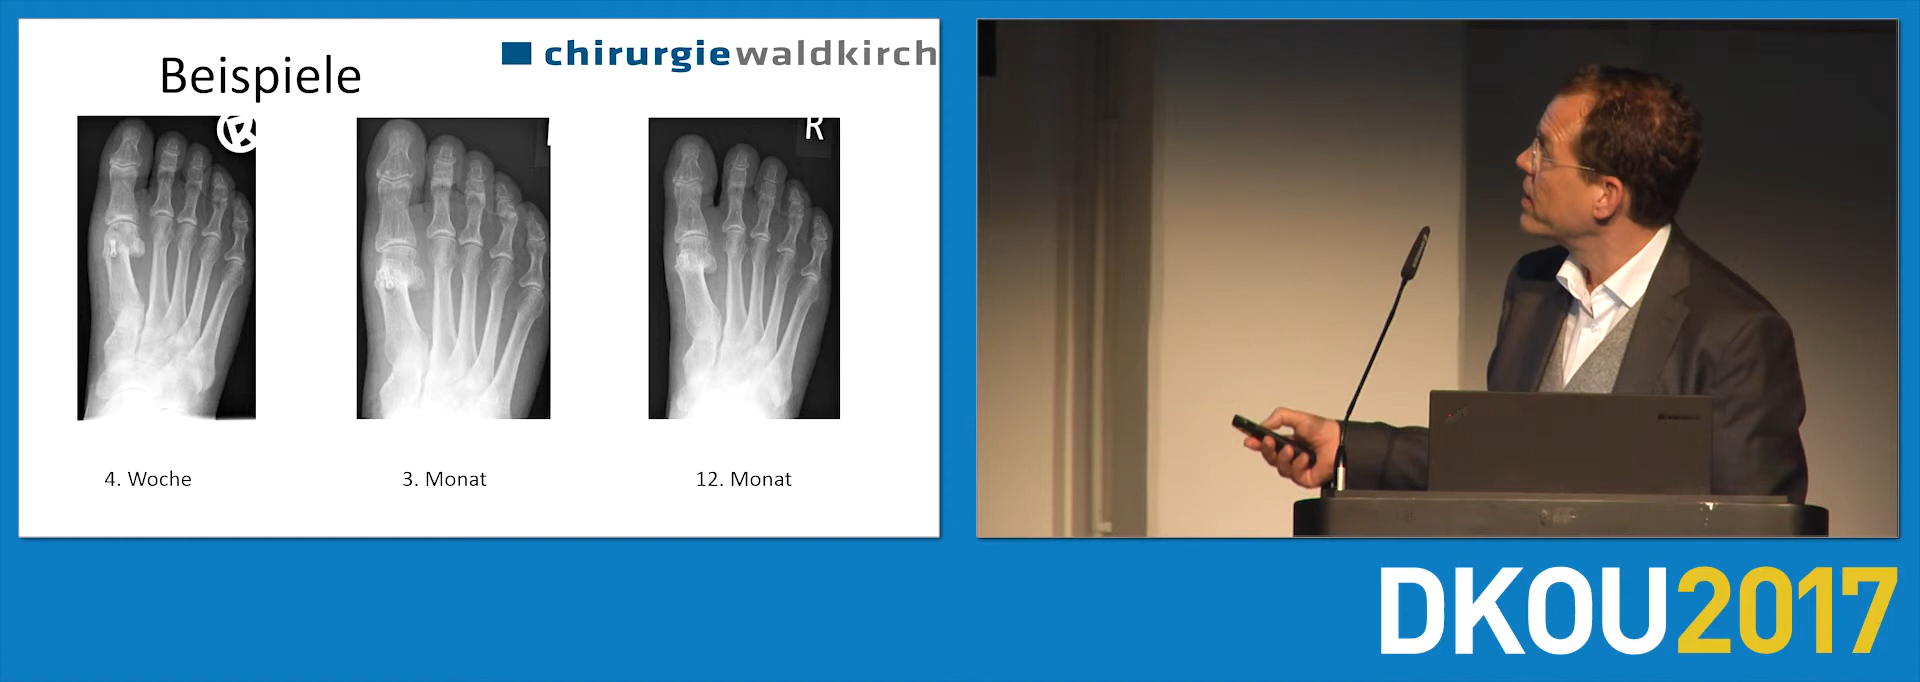 chirurgiewaldkirch
Beispiele
R
R
4. Woche
3. Monat
12. Monat
DKOU2017